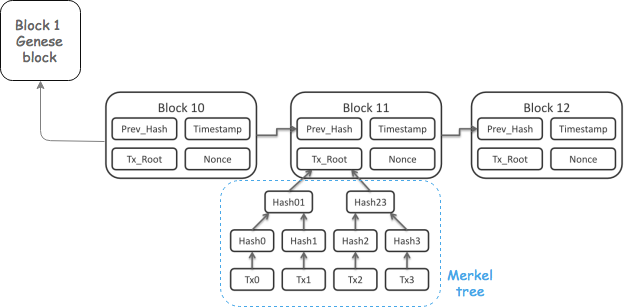 Block 1
Genese
block
Block 10
Block 11
Block 12
Prev_Hash
Timestamp
Prev_Hash
Timestamp
Prev_Hash
Timestamp
Tx_Root
Nonce
Tx_Root
Nonce
Tx_Root
Nonce
Hash01
Hash23
Hash0
Hash1
Hash2
Hash3
Tx0
Tx1
Tx2
Tx3
Merkel
tree